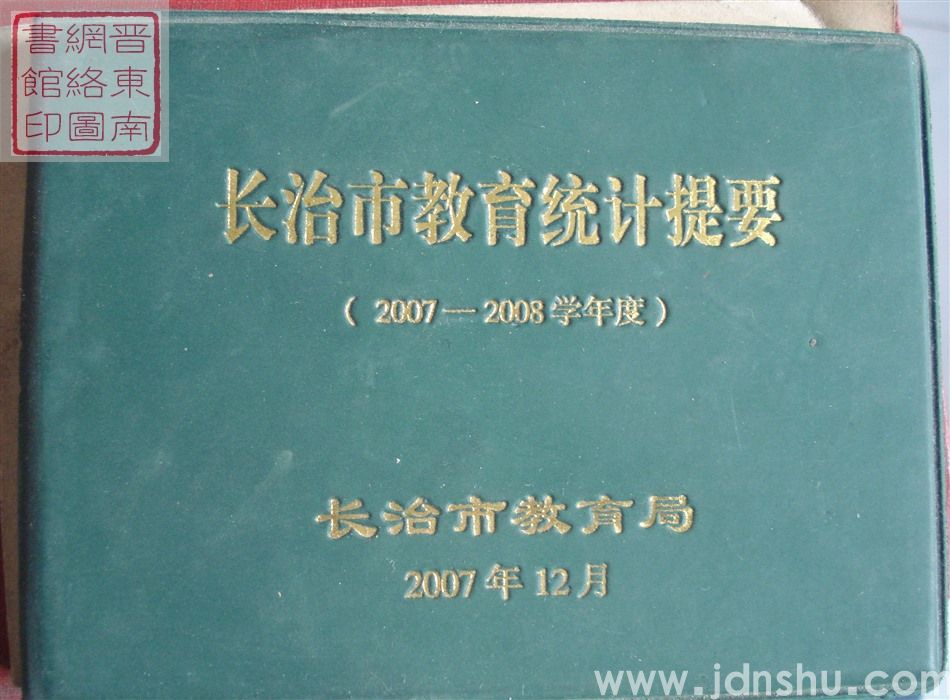 晋東南
網絡圖
書館印
长治市教育统计提要
（2007—2008学年度）
长治市教育局
2007年12月
www.jdnshu.com